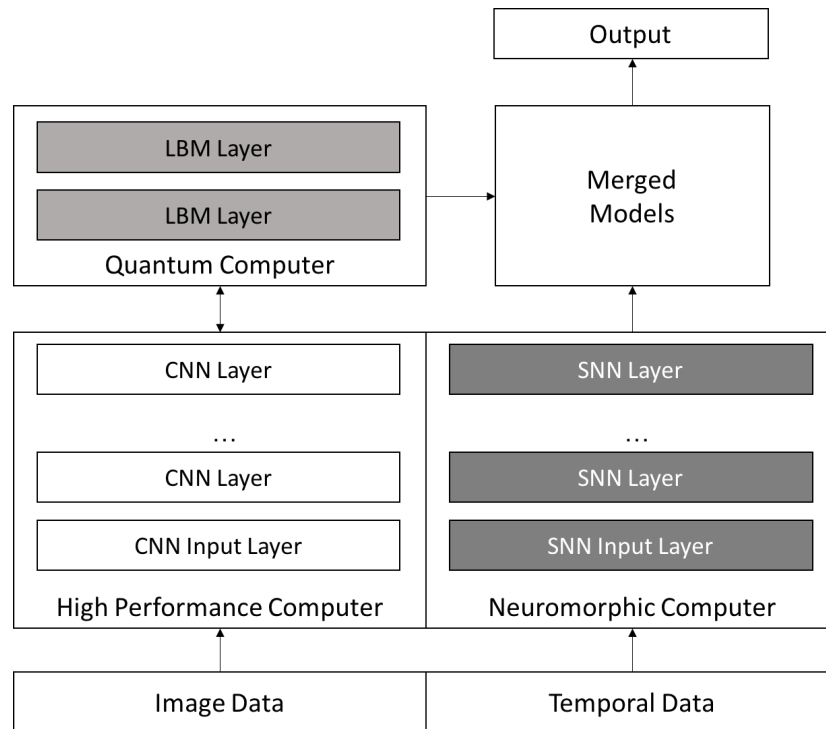 Output
LBM Layer
LBM Layer
Quantum Computer
Merged
Models
CNN Layer
...
CNN Layer
CNN Input Layer
High Performance Computer
SNN Layer
...
SNN Layer
SNN Input Layer
Neuromorphic Computer
Image Data
Temporal Data